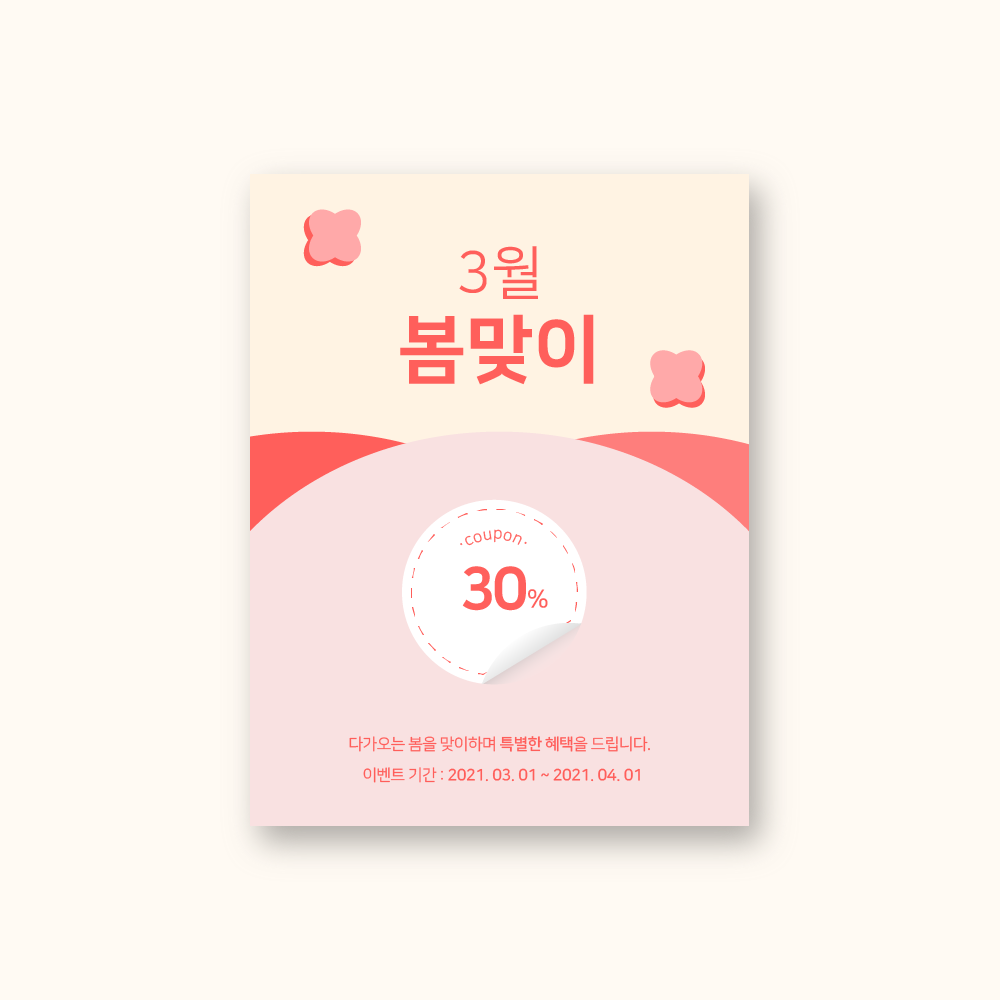 3월
봄맞이
·coupon·
30%
다가오는 봄을 맞이하며 특별한 혜택을 드립니다.
이벤트 기간 : 2021. 03. 01 ~ 2021. 04. 01